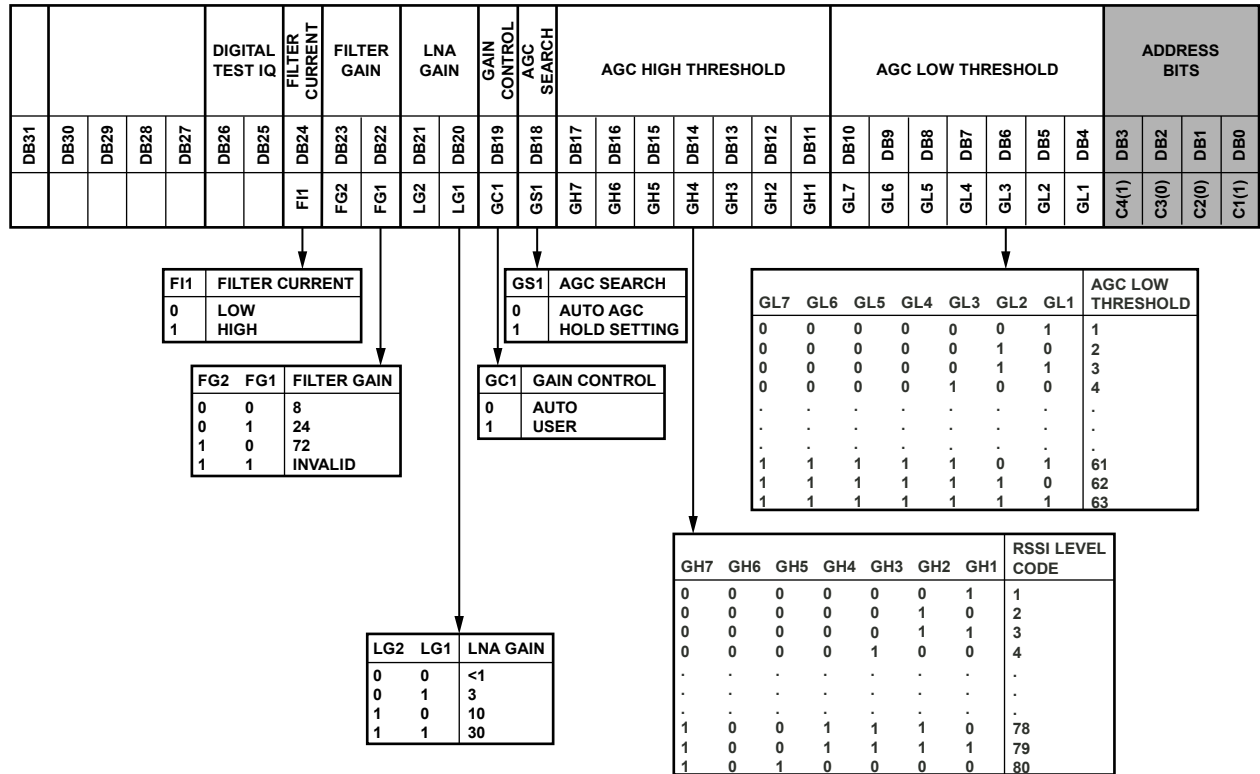 DIGITAL TEST IQ
FILTER CURRENT
FILTER GAIN
LNA GAIN
GAIN CONTROL
AGC SEARCH
AGC HIGH THRESHOLD
AGC LOW THRESHOLD
ADDRESS BITS
DB31 DB30 DB29 DB28 DB27 DB26 DB25 DB24 DB23 DB22 DB21 DB20 DB19 DB18 DB17 DB16 DB15 DB14 DB13 DB12 DB11 DB10 DB9 DB8 DB7 DB6 DB5 DB4 DB3 DB2 DB1 DB0
FI1 FG2 FG1 LG2 LG1 GC1 GS1 GH7 GH6 GH5 GH4 GH3 GH2 GH1 GL7 GL6 GL5 GL4 GL3 GL2 GL1 C4(1) C3(0) C2(0) C1(1)
FI1 FILTER CURRENT
0 LOW
1 HIGH
GS1 AGC SEARCH
0 AUTO AGC
1 HOLD SETTING
GL7 GL6 GL5 GL4 GL3 GL2 GL1 AGC LOW THRESHOLD
0 0 0 0 0 0 1 1
0 0 0 0 0 1 0 2
0 0 0 0 0 1 1 3
0 0 0 0 1 0 0 4
. . . . . . . .
. . . . . . . .
. . . . . . . .
1 1 1 1 1 0 1 61
1 1 1 1 1 1 0 62
1 1 1 1 1 1 1 63
FG2 FG1 FILTER GAIN
0 0 8
0 1 24
1 0 72
1 1 INVALID
GC1 GAIN CONTROL
0 AUTO
1 USER
GH7 GH6 GH5 GH4 GH3 GH2 GH1 RSSI LEVEL CODE
0 0 0 0 0 0 1 1
0 0 0 0 0 1 0 2
0 0 0 0 0 1 1 3
0 0 0 0 1 0 0 4
. . . . . . . .
. . . . . . . .
. . . . . . . .
1 0 0 1 1 1 0 78
1 0 0 1 1 1 1 79
1 0 1 0 0 0 0 80
LG2 LG1 LNA GAIN
0 0 <1
0 1 3
1 0 10
1 1 30